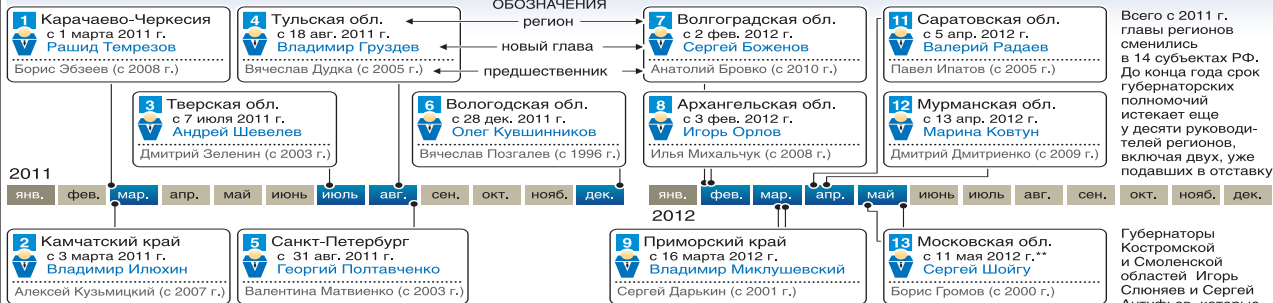 ОБОЗНАЧЕНИЯ
регион
новый глава
предшественник
1 Карачаево-Черкесия
с 1 марта 2011 г.
Рашид Темрезов
Борис Эбзеев (с 2008 г.)
4 Тульская обл.
с 18 авг. 2011 г.
Владимир Груздев
Вячеслав Дудка (с 2005 г.)
7 Волгоградская обл.
с 2 фев. 2012 г.
Сергей Боженов
Анатолий Бровко (с 2010 г.)
11 Саратовская обл.
с 5 апр. 2012 г.
Валерий Радаев
Павел Ипатов (с 2005 г.)
3 Тверская обл.
с 7 июля 2011 г.
Андрей Шевелев
Дмитрий Зеленин (с 2003 г.)
6 Вологодская обл.
с 28 дек. 2011 г.
Олег Кувшинников
Вячеслав Позгалев (с 1996 г.)
8 Архангельская обл.
с 3 фев. 2012 г.
Игорь Орлов
Илья Михальчук (с 2008 г.)
12 Мурманская обл.
с 13 апр. 2012 г.
Марина Ковтун
Дмитрий Дмитриенко (с 2009 г.)
Всего с 2011 г.
главы регионов
сменились
в 14 субъектах РФ.
До конца года срок
губернаторских
полномочий
истекает еще
у десяти руководи-
телей регионов,
включая двух, уже
подавших в отставку
2011
янв. фев. мар. апр. май июнь июль авг. сен. окт. нояб. дек.
янв. фев. мар. апр. май июнь июль авг. сен. окт. нояб. дек.
2012
2 Камчатский край
с 3 марта 2011 г.
Владимир Илюхин
Алексей Кузьмицкий (с 2007 г.)
5 Санкт-Петербург
с 31 авг. 2011 г.
Георгий Полтавченко
Валентина Матвиенко (с 2003 г.)
9 Приморский край
с 16 марта 2012 г.
Владимир Миклушевский
Сергей Дарькин (с 2001 г.)
13 Московская обл.
с 11 мая 2012 г.**
Сергей Шойгу
Борис Громов (с 2000 г.)
Губернаторы
Костромской
и Смоленской
областей Игорь
Слюняев и Сергей